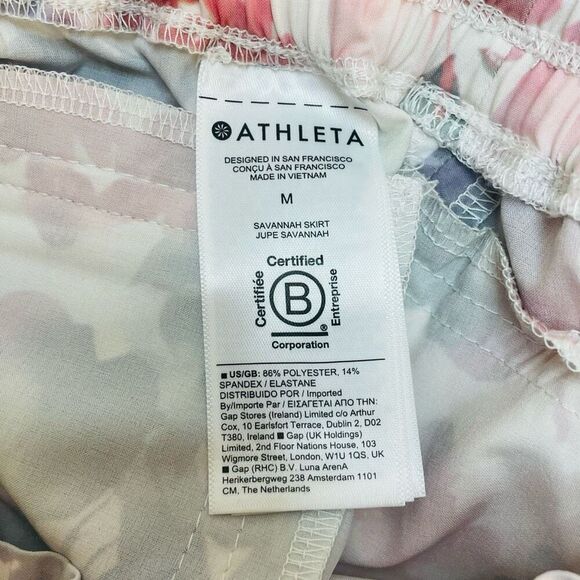 ATHLETA
DESIGNED IN SAN FRANCISCO
CONÇU À SAN FRANCISCO
MADE IN VIETNAM
M
SAVANNAH SKIRT
JUPE SAVANNAH
Certified
Certifiée
B
Entreprise
®
Corporation
■ US/GB: 86% POLYESTER, 14%
SPANDEX / ELASTANE
DISTRIBUIDO POR / Imported
By/Importe Par / ΕΙΣΑΓΕΤΑΙ ΑΠΟ ΤΗΝ:
Gap Stores (Ireland) Limited c/o Arthur
Cox, 10 Earlsfort Terrace, Dublin 2, D02
T380, Ireland ■ Gap (UK Holdings)
Limited, 2nd Floor Nations House, 103
Wigmore Street, London, W1U 1QS, UK
■ Gap (RHC) B.V. Luna ArenA
Herikerbergweg 238 Amsterdam 1101
CM, The Netherlands